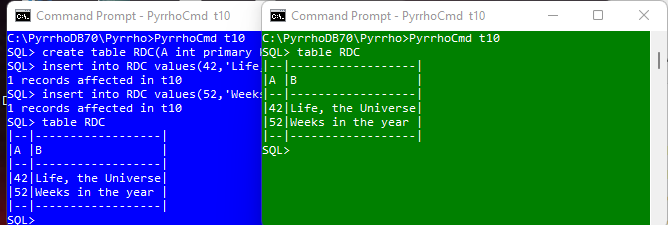 Command Prompt - PyrrhoCmd t10
C:\PyrrhoDB70\Pyrrho>PyrrhoCmd t10
SQL> create table RDC(A int primary
SQL> insert into RDC values(42,'Life,
1 records affected in t10
SQL> insert into RDC values(52,'Weeks
1 records affected in t10
SQL> table RDC
|--|-------------------|
|A |B                  |
|--|-------------------|
|42|Life, the Universe|
|52|Weeks in the year |
|--|-------------------|
SQL>
Command Prompt - PyrrhoCmd t10
C:\PyrrhoDB70\Pyrrho>PyrrhoCmd t10
SQL> table RDC
|--|-------------------|
|A |B                  |
|--|-------------------|
|42|Life, the Universe|
|52|Weeks in the year |
|--|-------------------|
SQL>